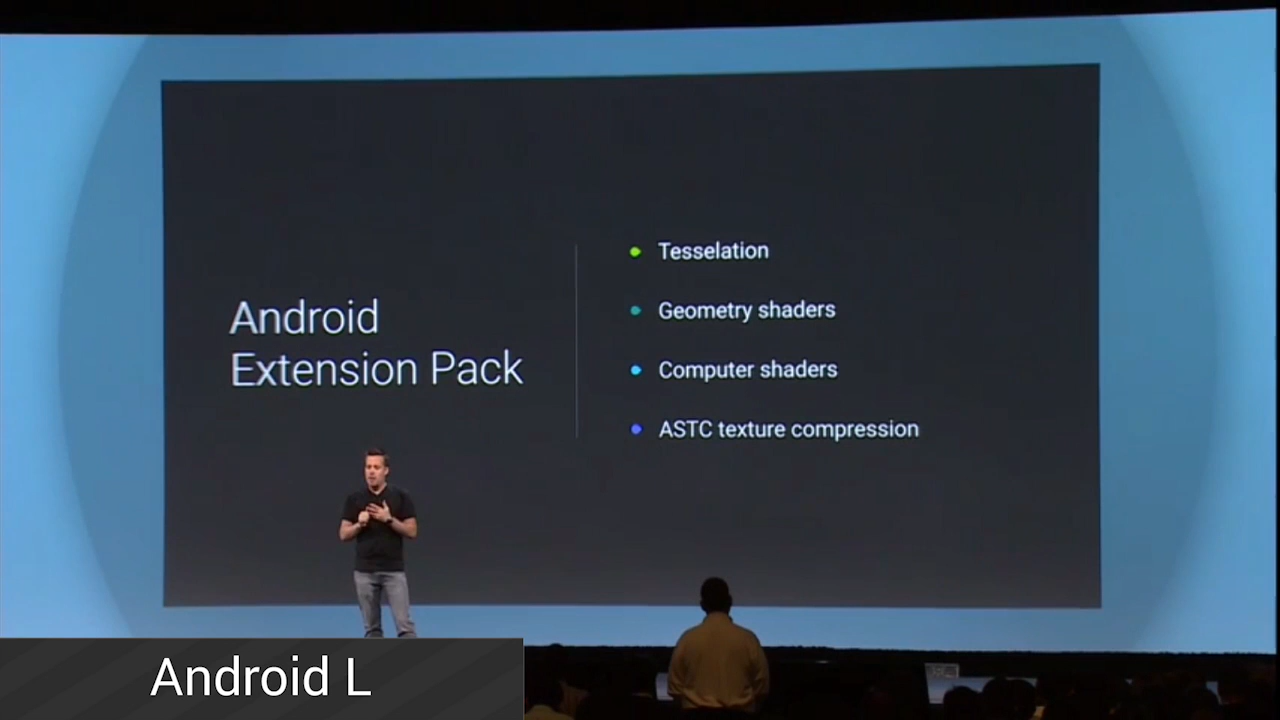 Android
Extension Pack
Tesselation
Geometry shaders
Computer shaders
ASTC texture compression
Android L